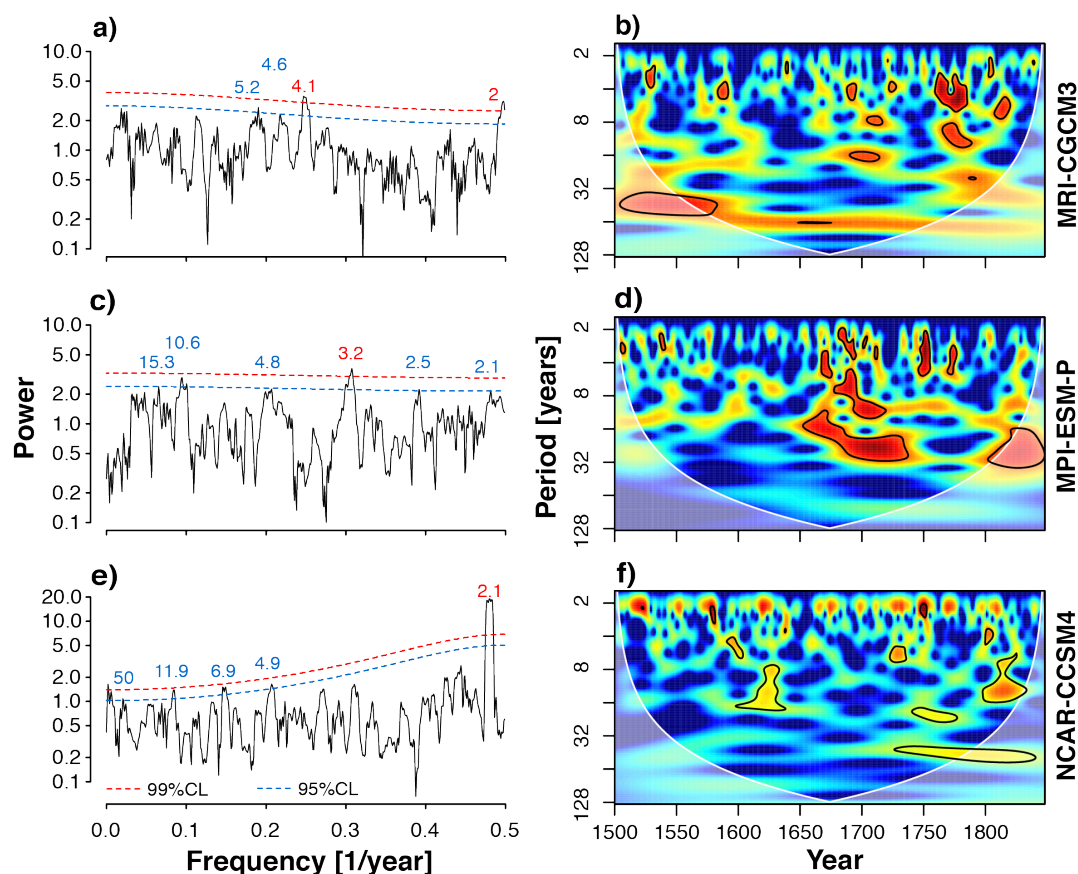 a)
10.0
5.0
2.0
1.0
0.5
0.2
0.1
5.2
4.6
4.1
2
b)
2
8
32
128
MRI-CGCM3
c)
10.0
5.0
2.0
1.0
0.5
0.2
0.1
15.3
10.6
4.8
3.2
2.5
2.1
Power
d)
2
8
32
128
Period [years]
MPI-ESM-P
e)
20.0
10.0
5.0
2.0
1.0
0.5
0.2
0.1
50
11.9
6.9
4.9
2.1
99%CL
95%CL
0.0 0.1 0.2 0.3 0.4 0.5
Frequency [1/year]
f)
2
8
32
128
1500 1550 1600 1650 1700 1750 1800
Year
NCAR-CCSM4